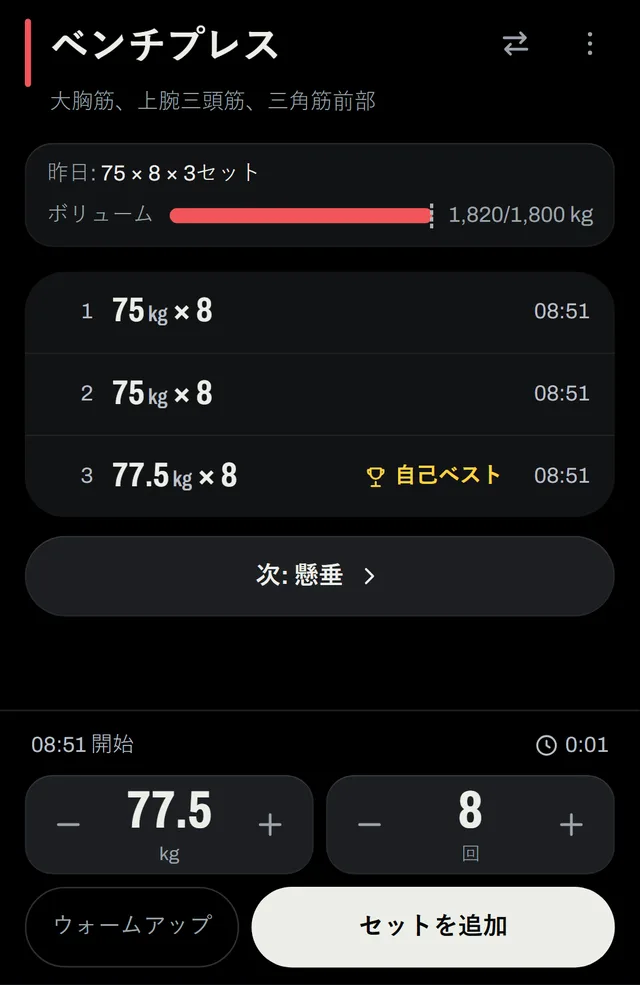 ベンチプレス
大胸筋、上腕三頭筋、三角筋前部
昨日: 75 × 8 × 3セット
ボリューム 1,820/1,800 kg
1 75 kg × 8 08:51
2 75 kg × 8 08:51
3 77.5 kg × 8 自己ベスト 08:51
次: 懸垂
08:51 開始 0:01
77.5 8
kg 回
ウォームアップ セットを追加